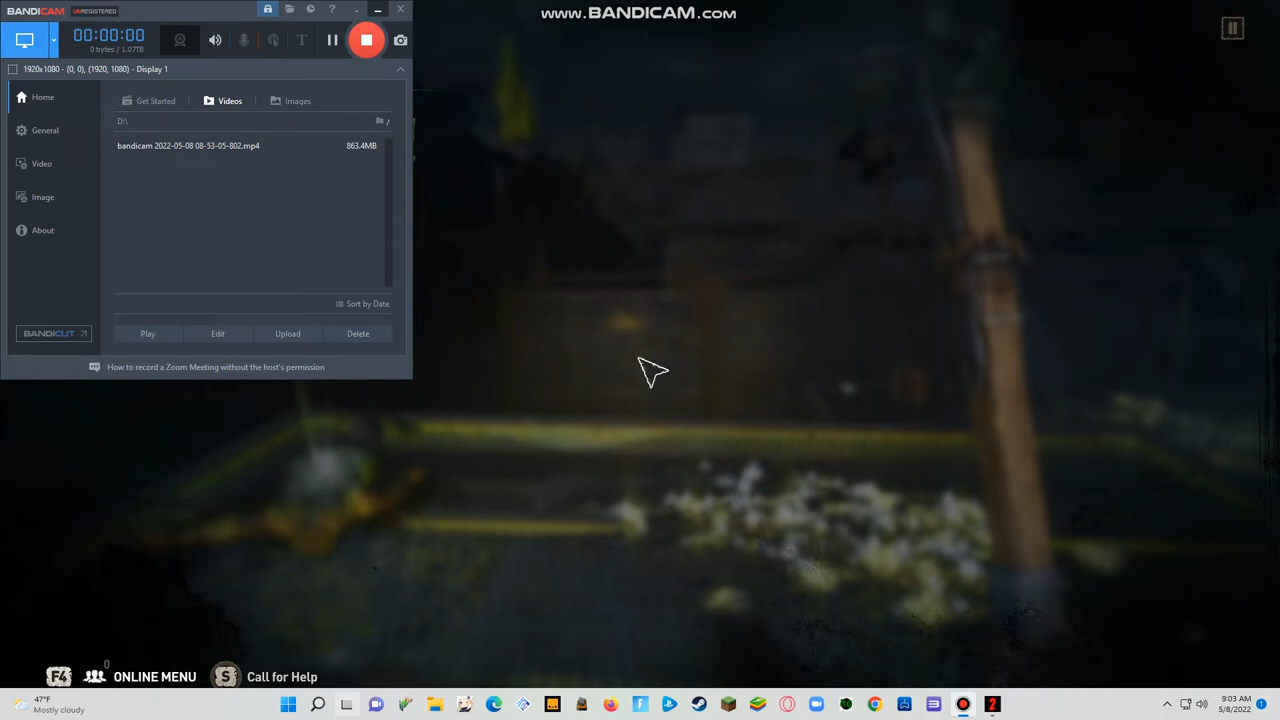 BANDICAM UNREGISTERED
www.BANDICAM.com
00:00:00
0 bytes / 1.07TB
1920x1080 - (0, 0), (1920, 1080) - Display 1
Home
General
Video
Image
About
BANDICUT
Get Started
Videos
Images
D:\
bandicam 2022-05-08 08-53-05-802.mp4 863.4MB
Sort by Date
Play Edit Upload Delete
How to record a Zoom Meeting without the host's permission
F4 0 ONLINE MENU S Call for Help
47°F
Mostly cloudy
9:03 AM
5/8/2022